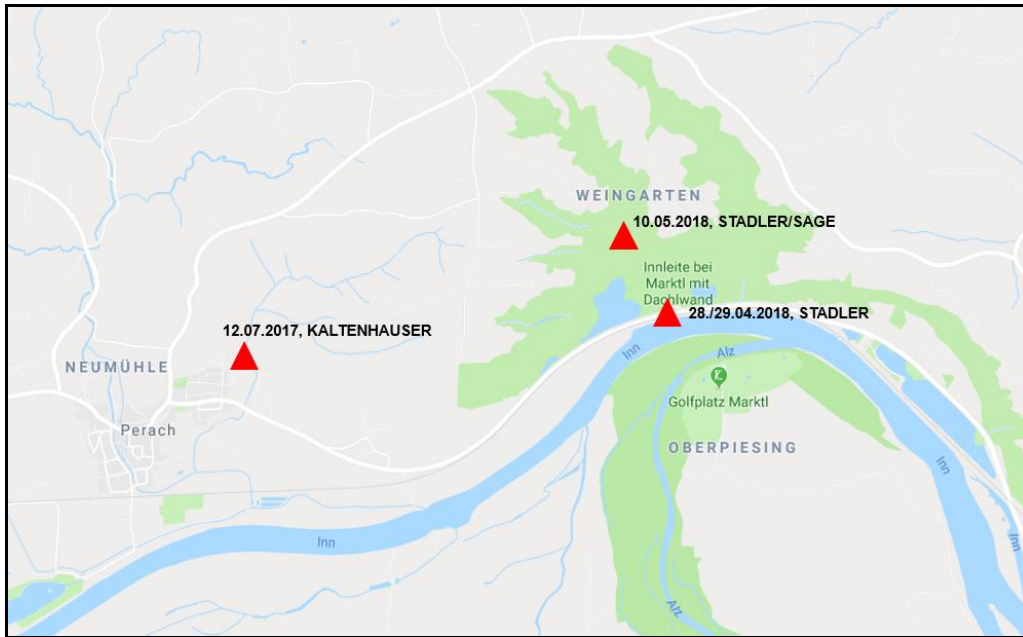 WEINGARTEN
10.05.2018, STADLER/SAGE
Innleite bei
Marktl mit
Dachlwand
28./29.04.2018, STADLER
12.07.2017, KALTENHAUSER
NEUMÜHLE
Perach
Inn
Alz
Golfplatz Marktl
OBERPIESING
Inn
Inn
Inn
Alz